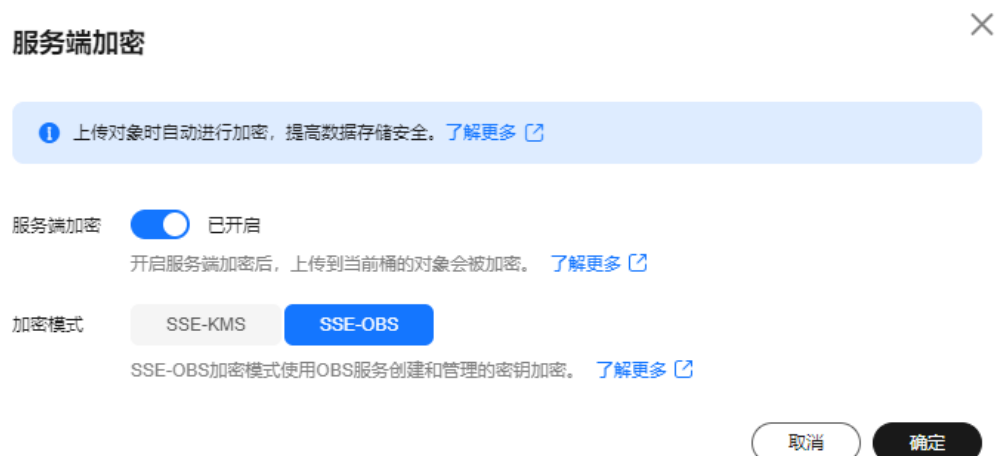 服务端加密
上传对象时自动进行加密，提高数据存储安全。了解更多
服务端加密 已开启
开启服务端加密后，上传到当前桶的对象会被加密。 了解更多
加密模式 SSE-KMS SSE-OBS
SSE-OBS加密模式使用OBS服务创建和管理的密钥加密。 了解更多
取消 确定